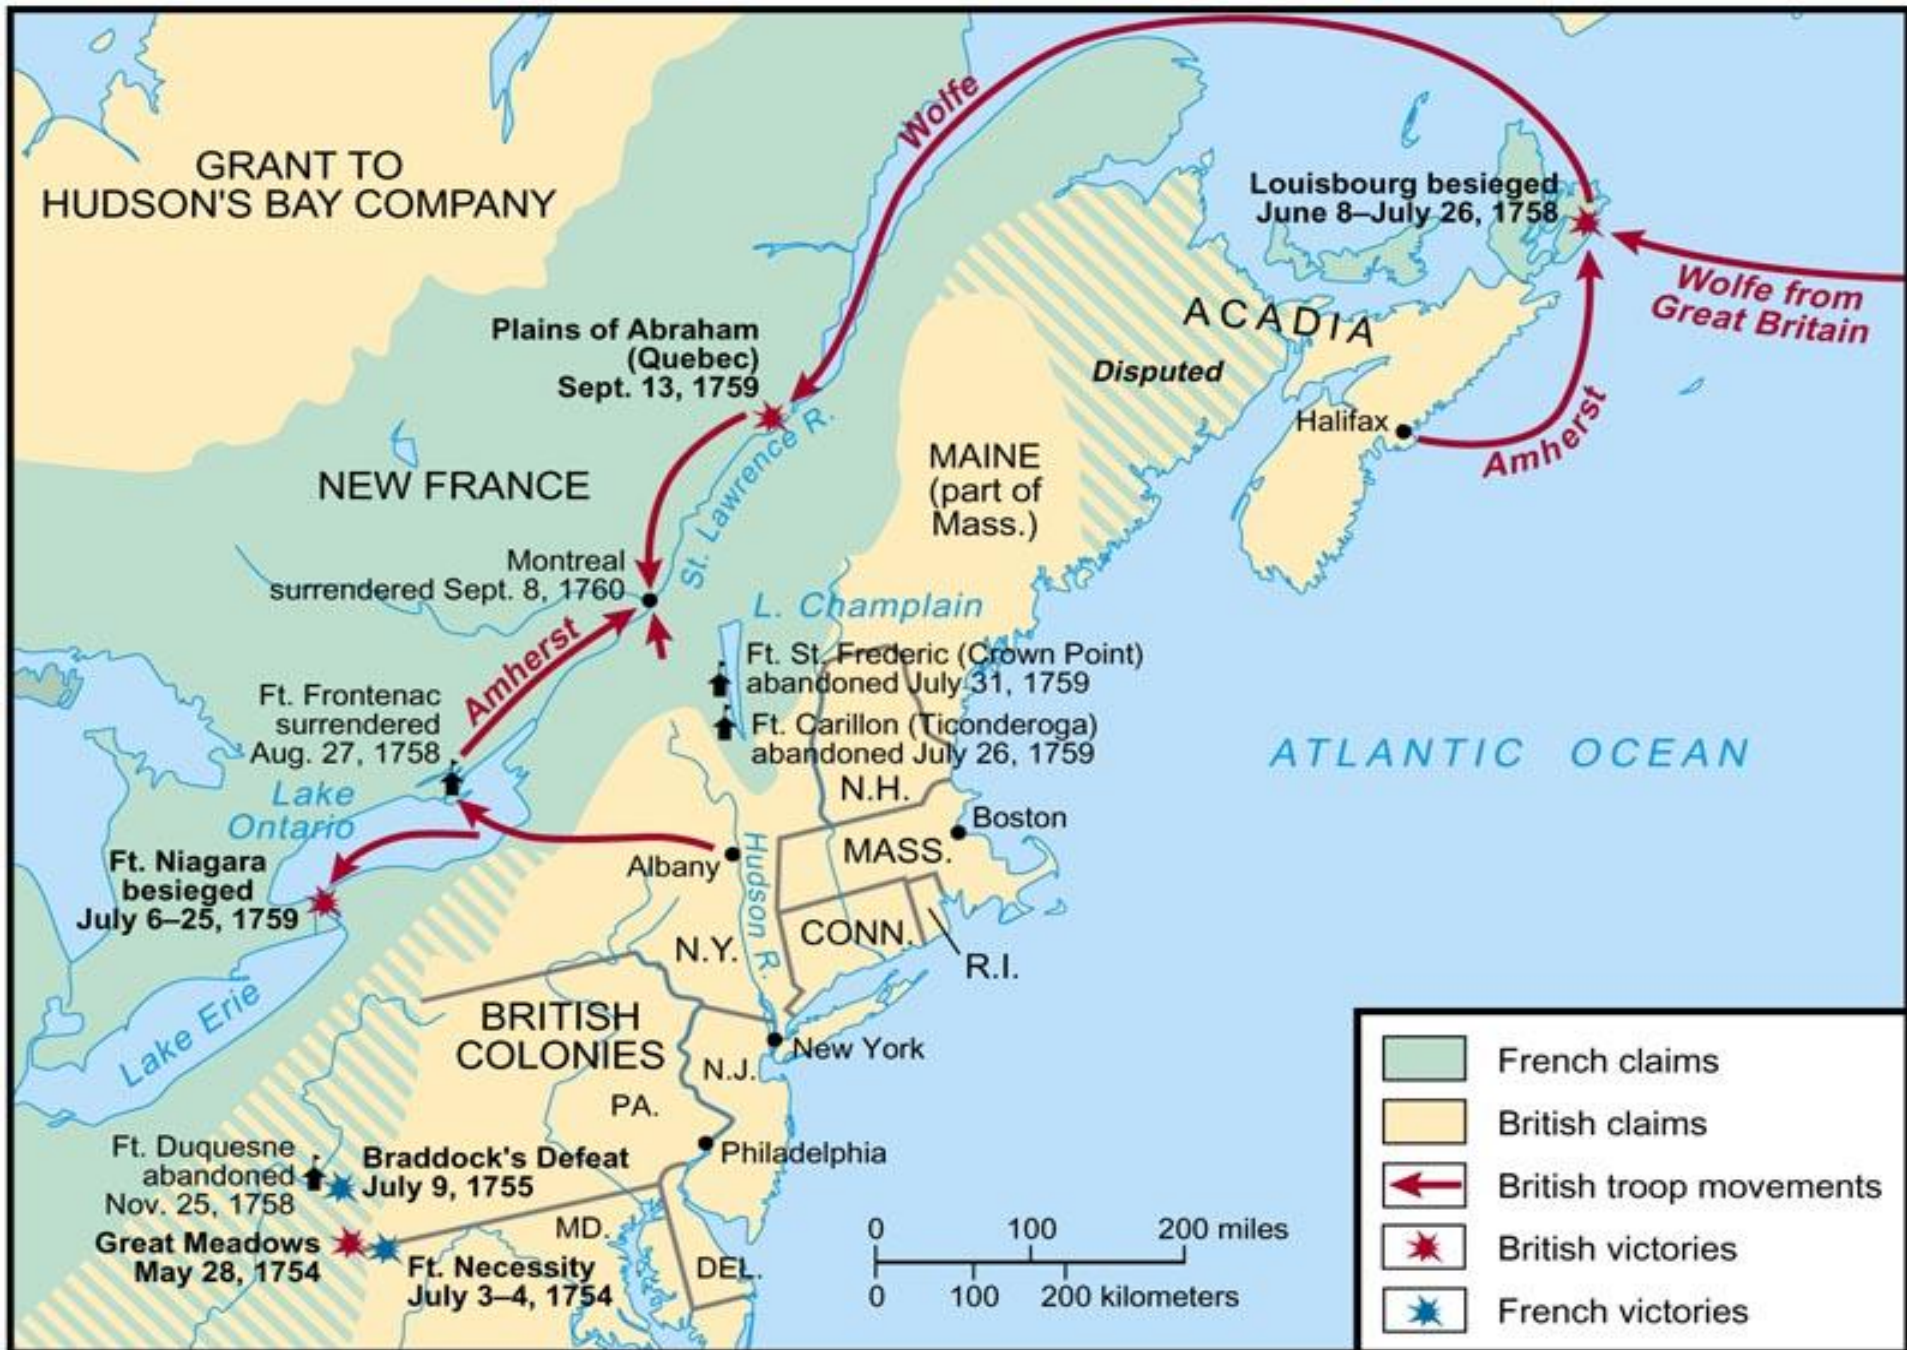 GRANT TO
HUDSON'S BAY COMPANY
Wolfe
Louisbourg besieged
June 8–July 26, 1758
Wolfe from
Great Britain
ACADIA
Plains of Abraham
(Quebec)
Sept. 13, 1759
Disputed
Halifax
Amherst
St. Lawrence R.
MAINE
(part of
Mass.)
NEW FRANCE
Montreal
surrendered Sept. 8, 1760
L. Champlain
Amherst
Ft. St. Frederic (Crown Point)
abandoned July 31, 1759
Ft. Frontenac
surrendered
Aug. 27, 1758
Ft. Carillon (Ticonderoga)
abandoned July 26, 1759
ATLANTIC OCEAN
Lake
Ontario
N.H.
Boston
Ft. Niagara
besieged
July 6–25, 1759
Albany
Hudson R.
MASS.
CONN.
N.Y.
R.I.
Lake Erie
BRITISH
COLONIES
New York
N.J.
PA.
Ft. Duquesne
abandoned
Nov. 25, 1758
Braddock's Defeat
July 9, 1755
Philadelphia
Great Meadows
May 28, 1754
MD.
Ft. Necessity
July 3–4, 1754
DEL.
0 100 200 miles
0 100 200 kilometers
French claims
British claims
British troop movements
British victories
French victories